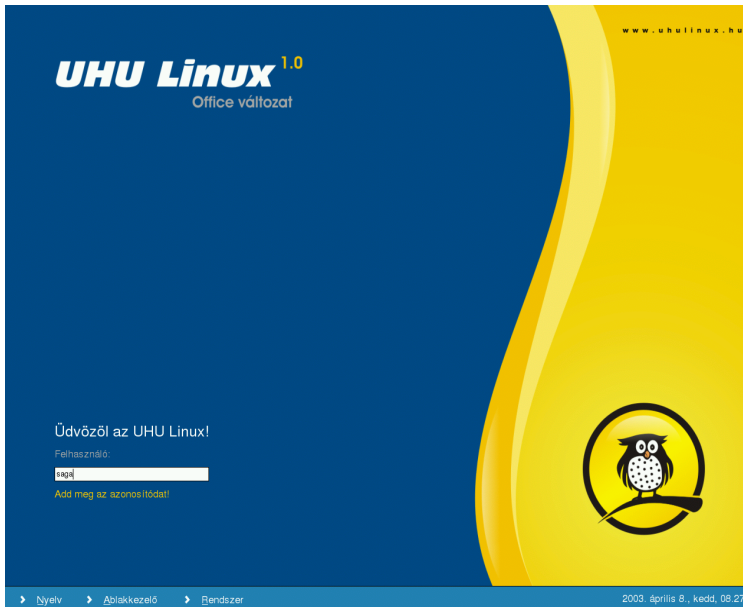 www.uhulinux.hu
UHU Linux 1.0
Office változat
Üdvözöl az UHU Linux!
Felhasználó:
saga
Add meg az azonosítódat!
Nyelv Ablakkezelő Rendszer 2003. április 8., kedd, 08.27